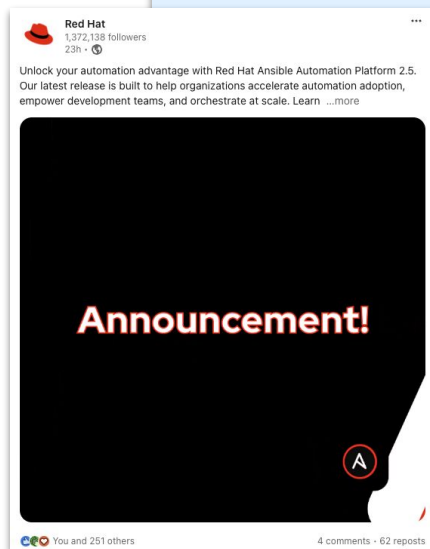 Red Hat
1,372,138 followers
23h •
Unlock your automation advantage with Red Hat Ansible Automation Platform 2.5.
Our latest release is built to help organizations accelerate automation adoption,
empower development teams, and orchestrate at scale. Learn ...more
Announcement!
You and 251 others 4 comments • 62 reposts